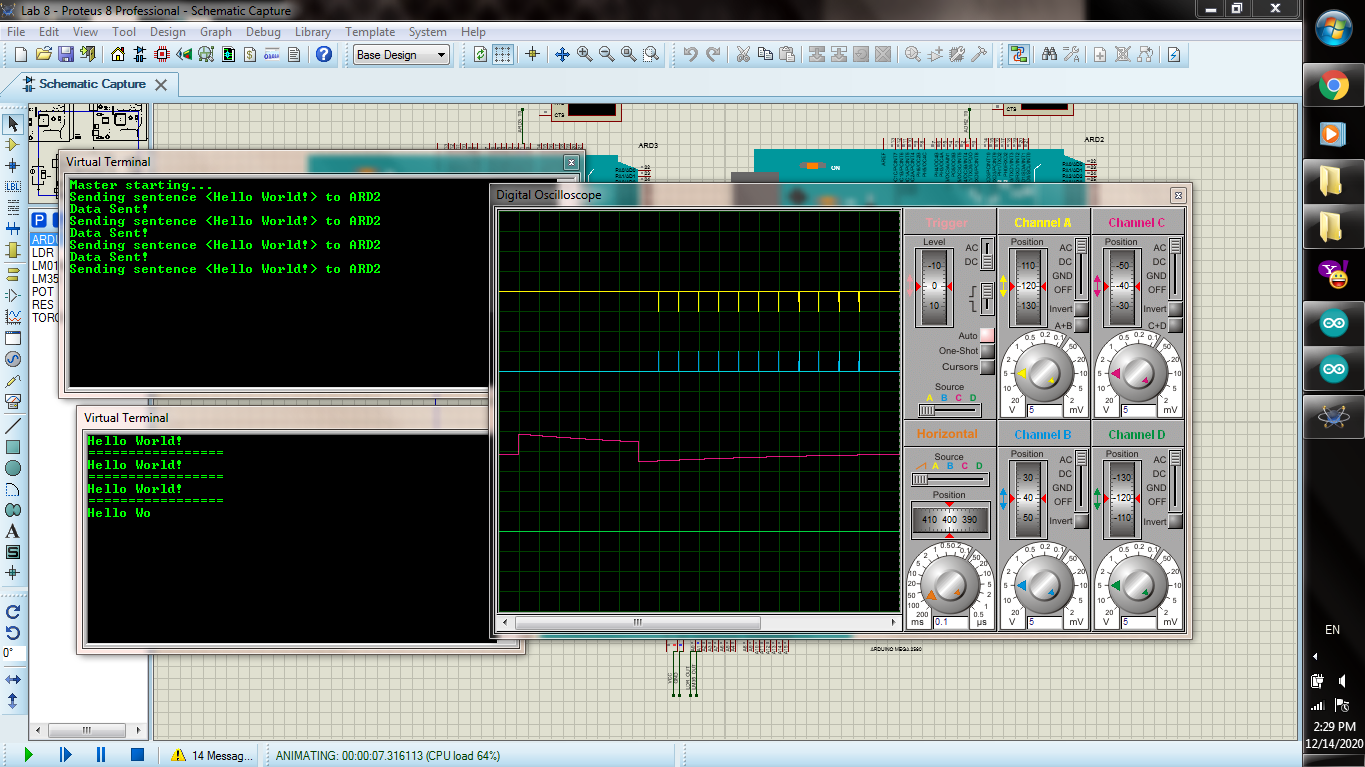 Lab 8 - Proteus 8 Professional - Schematic Capture
File Edit View Tool Design Graph Debug Library Template System Help
Base Design
Schematic Capture
CTS
CTS
ARD3
ARD2
ON
P
ARDU
LDR
LM01
LM35
POT
RES
TORC
Virtual Terminal
Master starting...
Sending sentence <Hello World!> to ARD2
Data Sent!
Sending sentence <Hello World!> to ARD2
Data Sent!
Sending sentence <Hello World!> to ARD2
Data Sent!
Sending sentence <Hello World!> to ARD2
Virtual Terminal
Hello World!
=================
Hello World!
=================
Hello World!
=================
Hello Wo
Digital Oscilloscope
Trigger
Level
-10
0
10
AC
DC
Auto
One-Shot
Cursors
Source
A B C D
Channel A
Position
110
120
-130
AC
DC
GND
OFF
Invert
A+B
V 5 mV
Channel C
Position
-50
-40
-30
AC
DC
GND
OFF
Invert
C+D
V 5 mV
Horizontal
Source
A B C D
Position
410 400 390
ms 0.1 µs
Channel B
Position
30
40
50
AC
DC
GND
OFF
Invert
V 5 mV
Channel D
Position
-130
-120
-110
AC
DC
GND
OFF
Invert
V 5 mV
VCC
GND
ARDUINO MEGA 2560
0°
14 Messag...
ANIMATING: 00:00:07.316113 (CPU load 64%)
EN
2:29 PM
12/14/2020